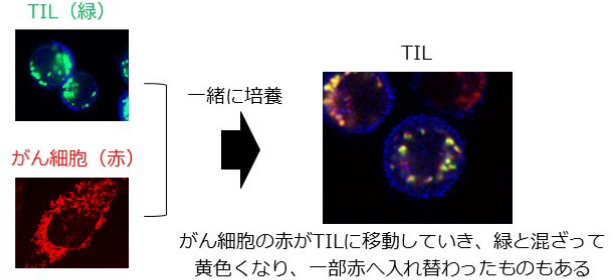 TIL（緑）
がん細胞（赤）
一緒に培養
TIL
がん細胞の赤がTILに移動していき、緑と混ざって
黄色くなり、一部赤へ入れ替わったものもある